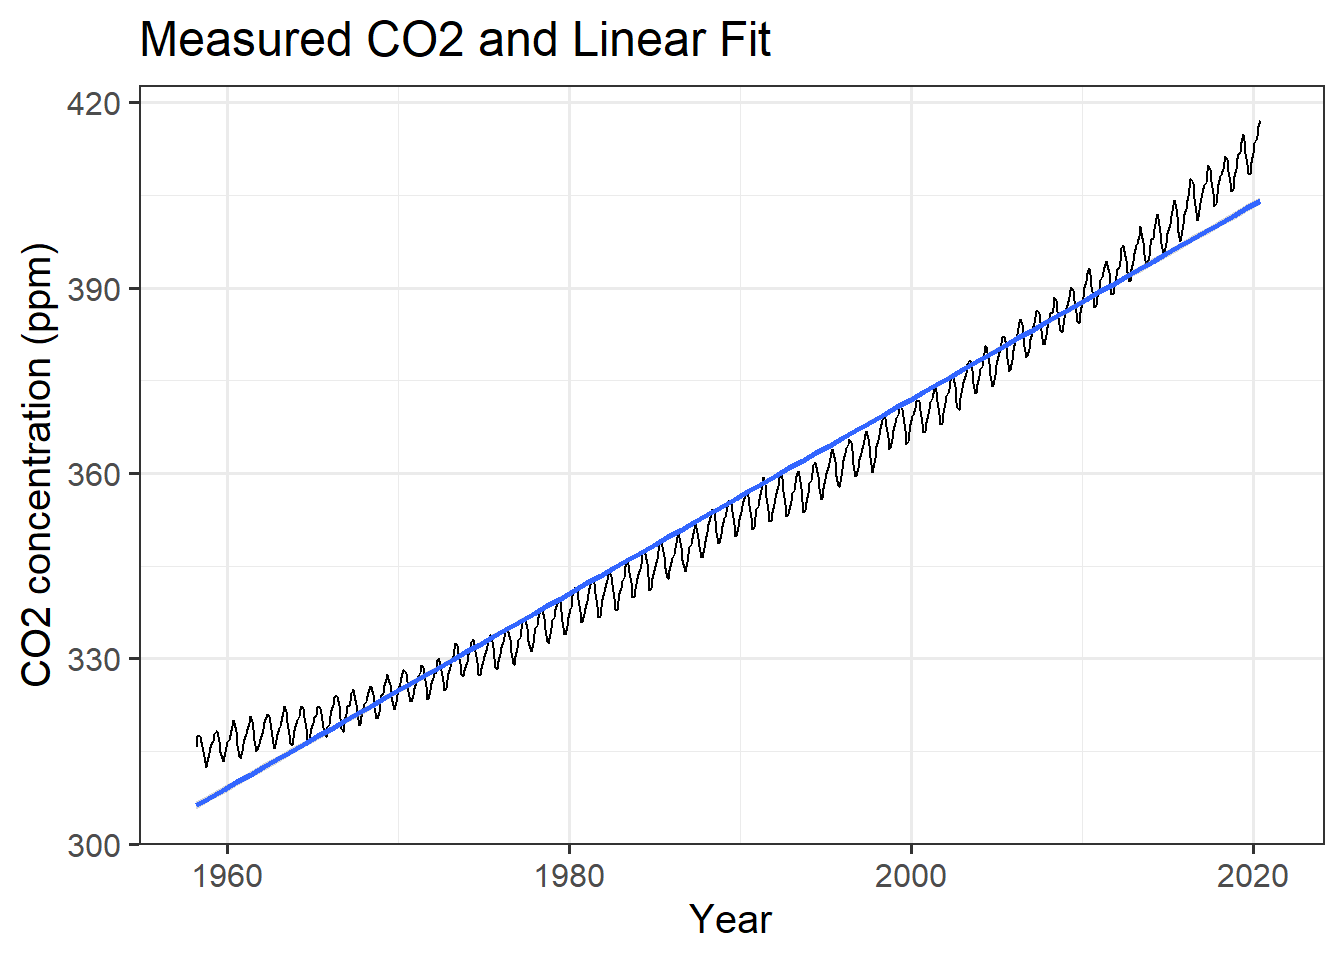 Measured CO2 and Linear Fit
420
390
360
330
300
CO2 concentration (ppm)
1960 1980 2000 2020
Year